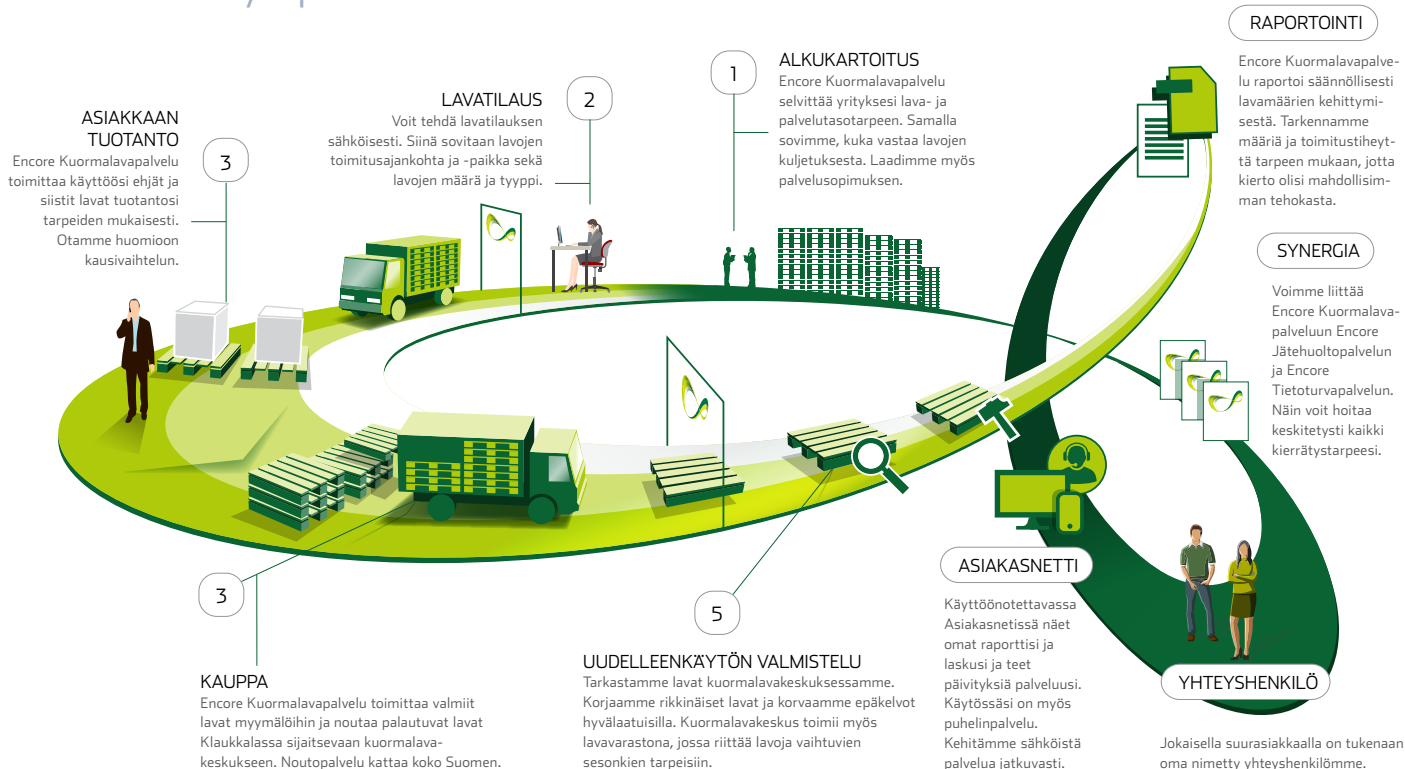 1
ALKUKARTOITUS
Encore Kuormalavapalvelu
selvittää yrityksesi lava- ja
palvelutasotarpeen. Samalla
sovimme, kuka vastaa lavojen
kuljetuksesta. Laadimme myös
palvelusopimuksen.
2
LAVATILAUS
Voit tehdä lavatilauksen
sähköisesti. Siinä sovitaan lavojen
toimitusajankohta ja -paikka sekä
lavojen määrä ja tyyppi.
3
ASIAKKAAN
TUOTANTO
Encore Kuormalavapalvelu
toimittaa käyttöösi ehjät ja
siistit lavat tuotantosi
tarpeiden mukaisesti.
Otamme huomioon
kausivaihtelun.
3
KAUPPA
Encore Kuormalavapalvelu toimittaa valmiit
lavat myymälöihin ja noutaa palautuvat lavat
Klaukkalassa sijaitsevaan kuormalava-
keskukseen. Noutopalvelu kattaa koko Suomen.
5
UUDELLEENKÄYTÖN VALMISTELU
Tarkastamme lavat kuormalavakeskuksessamme.
Korjaamme rikkinäiset lavat ja korvaamme epäkelvot
hyvälaatuisilla. Kuormalavakeskus toimii myös
lavavarastona, jossa riittää lavoja vaihtuvien
sesonkien tarpeisiin.
ASIAKASNETTI
Käyttöönotettavassa
Asiakasnetissä näet
omat raporttisi ja
laskusi ja teet
päivityksiä palveluusi.
Käytössäsi on myös
puhelinpalvelu.
Kehitämme sähköistä
palvelua jatkuvasti.
RAPORTOINTI
Encore Kuormalavapalve-
lu raportoi säännöllisesti
lavamäärien kehittymi-
sestä. Tarkennamme
määriä ja toimitustiheyt-
tä tarpeen mukaan, jotta
kierto olisi mahdollisim-
man tehokasta.
SYNERGIA
Voimme liittää
Encore Kuormalava-
palveluun Encore
Jätehuoltopalvelun
ja Encore
Tietoturvapalvelun.
Näin voit hoitaa
keskitetysti kaikki
kierrätystarpeesi.
YHTEYSHENKILÖ
Jokaisella suurasiakkaalla on tukenaan
oma nimetty yhteyshenkilömme.